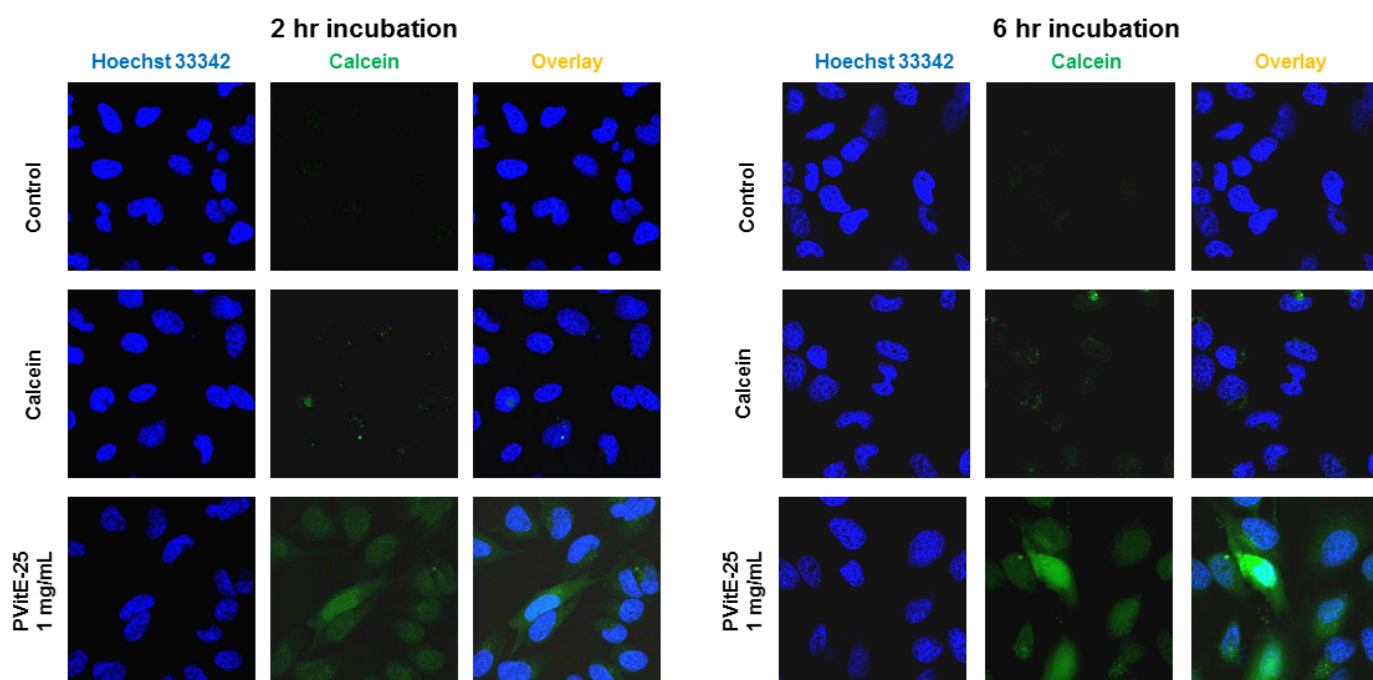 2 hr incubation
6 hr incubation
Hoechst 33342
Calcein
Overlay
Hoechst 33342
Calcein
Overlay
Control
Control
Calcein
Calcein
PVitE-25
1 mg/mL
PVitE-25
1 mg/mL